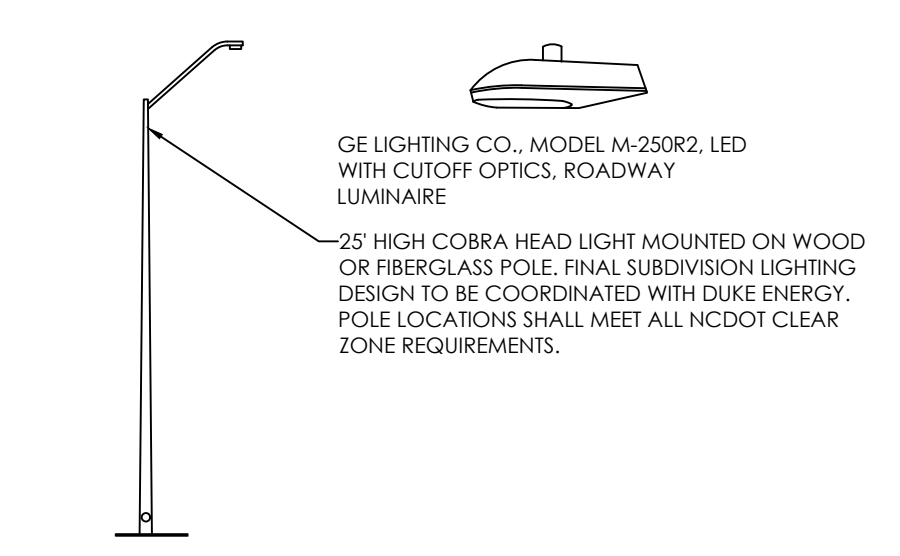 GE LIGHTING CO., MODEL M-250R2, LED
WITH CUTOFF OPTICS, ROADWAY
LUMINAIRE
25' HIGH COBRA HEAD LIGHT MOUNTED ON WOOD
OR FIBERGLASS POLE. FINAL SUBDIVISION LIGHTING
DESIGN TO BE COORDINATED WITH DUKE ENERGY.
POLE LOCATIONS SHALL MEET ALL NCDOT CLEAR
ZONE REQUIREMENTS.